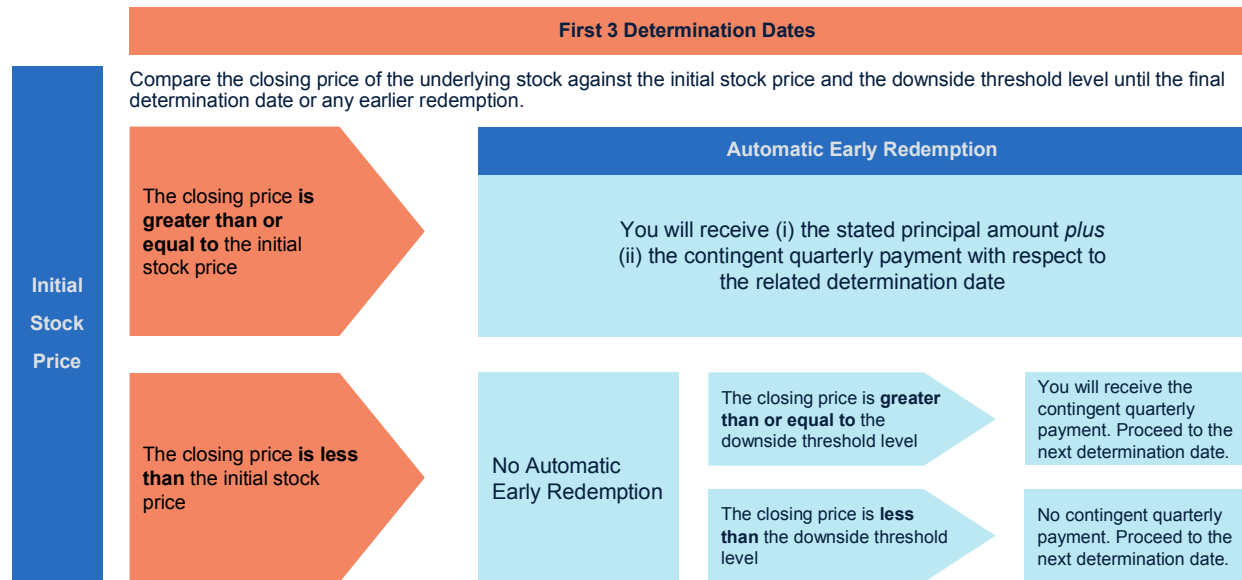 First 3 Determination Dates
Compare the closing price of the underlying stock against the initial stock price and the downside threshold level until the final
determination date or any earlier redemption.
Initial
Stock
Price
The closing price is
greater than or
equal to the initial
stock price
Automatic Early Redemption
You will receive (i) the stated principal amount plus
(ii) the contingent quarterly payment with respect to
the related determination date
The closing price is less
than the initial stock
price
No Automatic
Early Redemption
The closing price is greater
than or equal to the
downside threshold level
You will receive the
contingent quarterly
payment. Proceed to the
next determination date.
The closing price is less
than the downside threshold
level
No contingent quarterly
payment. Proceed to the
next determination date.